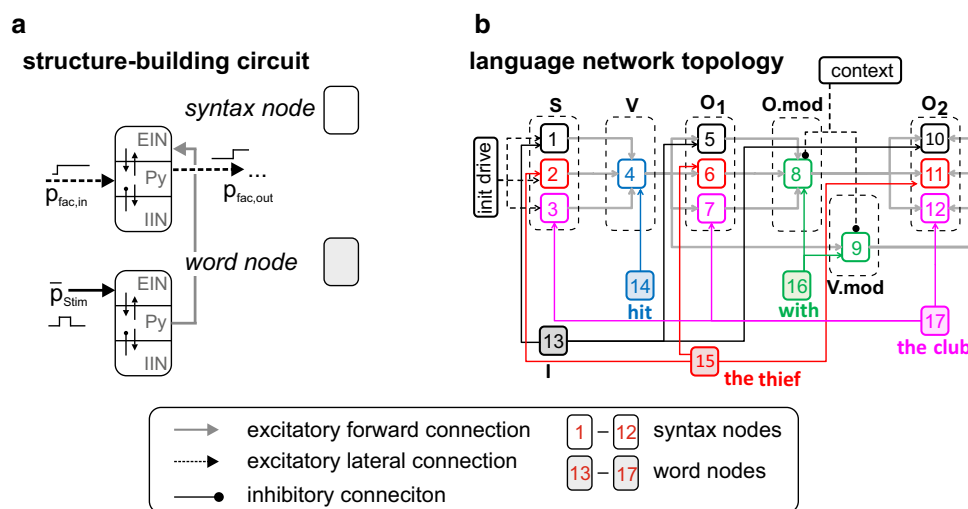 a
structure-building circuit
syntax node
EIN
Py
IIN
p fac,in
p fac,out
...
word node
EIN
Py
IIN
p̅ Stim
b
language network topology
context
S
V
O1
O.mod
O2
init drive
1
5
10
2
4
6
8
11
3
7
12
9
V.mod
14
hit
16
with
17
the club
13
I
15
the thief
excitatory forward connection
excitatory lateral connection
inhibitory conneciton
1 – 12 syntax nodes
13 – 17 word nodes